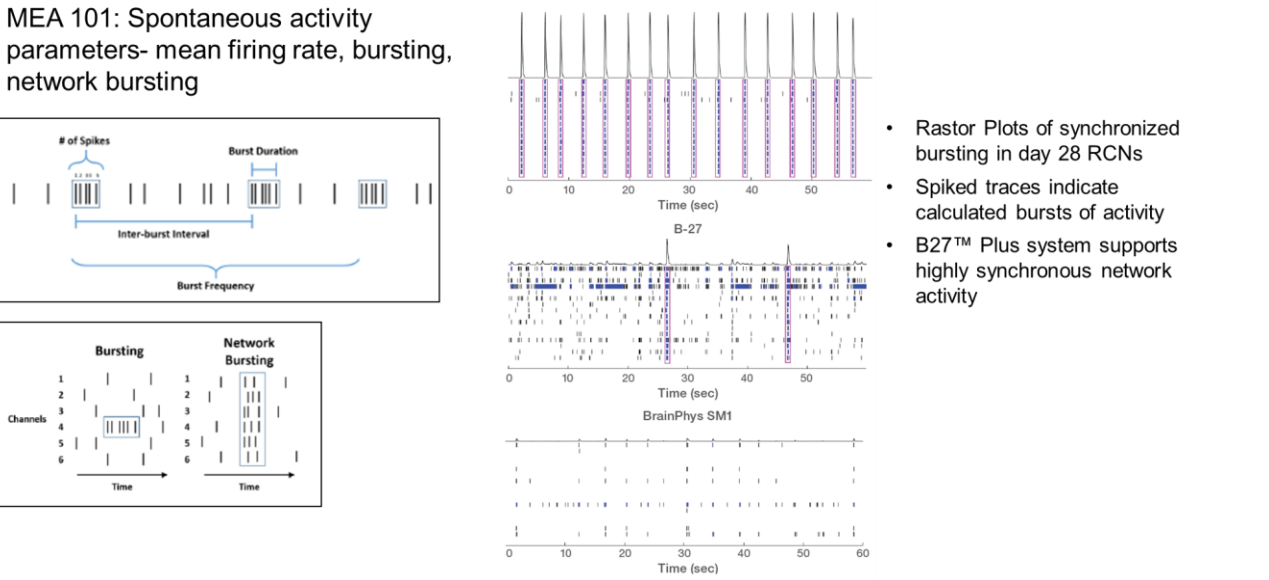 MEA 101: Spontaneous activity
parameters- mean firing rate, bursting,
network bursting
# of Spikes
Burst Duration
Inter-burst Interval
Burst Frequency
Bursting
Network
Bursting
Channels
1
2
3
4
5
6
1
2
3
4
5
6
Time
Time
0 10 20 30 40 50
Time (sec)
B-27
0 10 20 30 40 50
Time (sec)
BrainPhys SM1
0 10 20 30 40 50 60
Time (sec)
• Rastor Plots of synchronized
bursting in day 28 RCNs
• Spiked traces indicate
calculated bursts of activity
• B27™ Plus system supports
highly synchronous network
activity